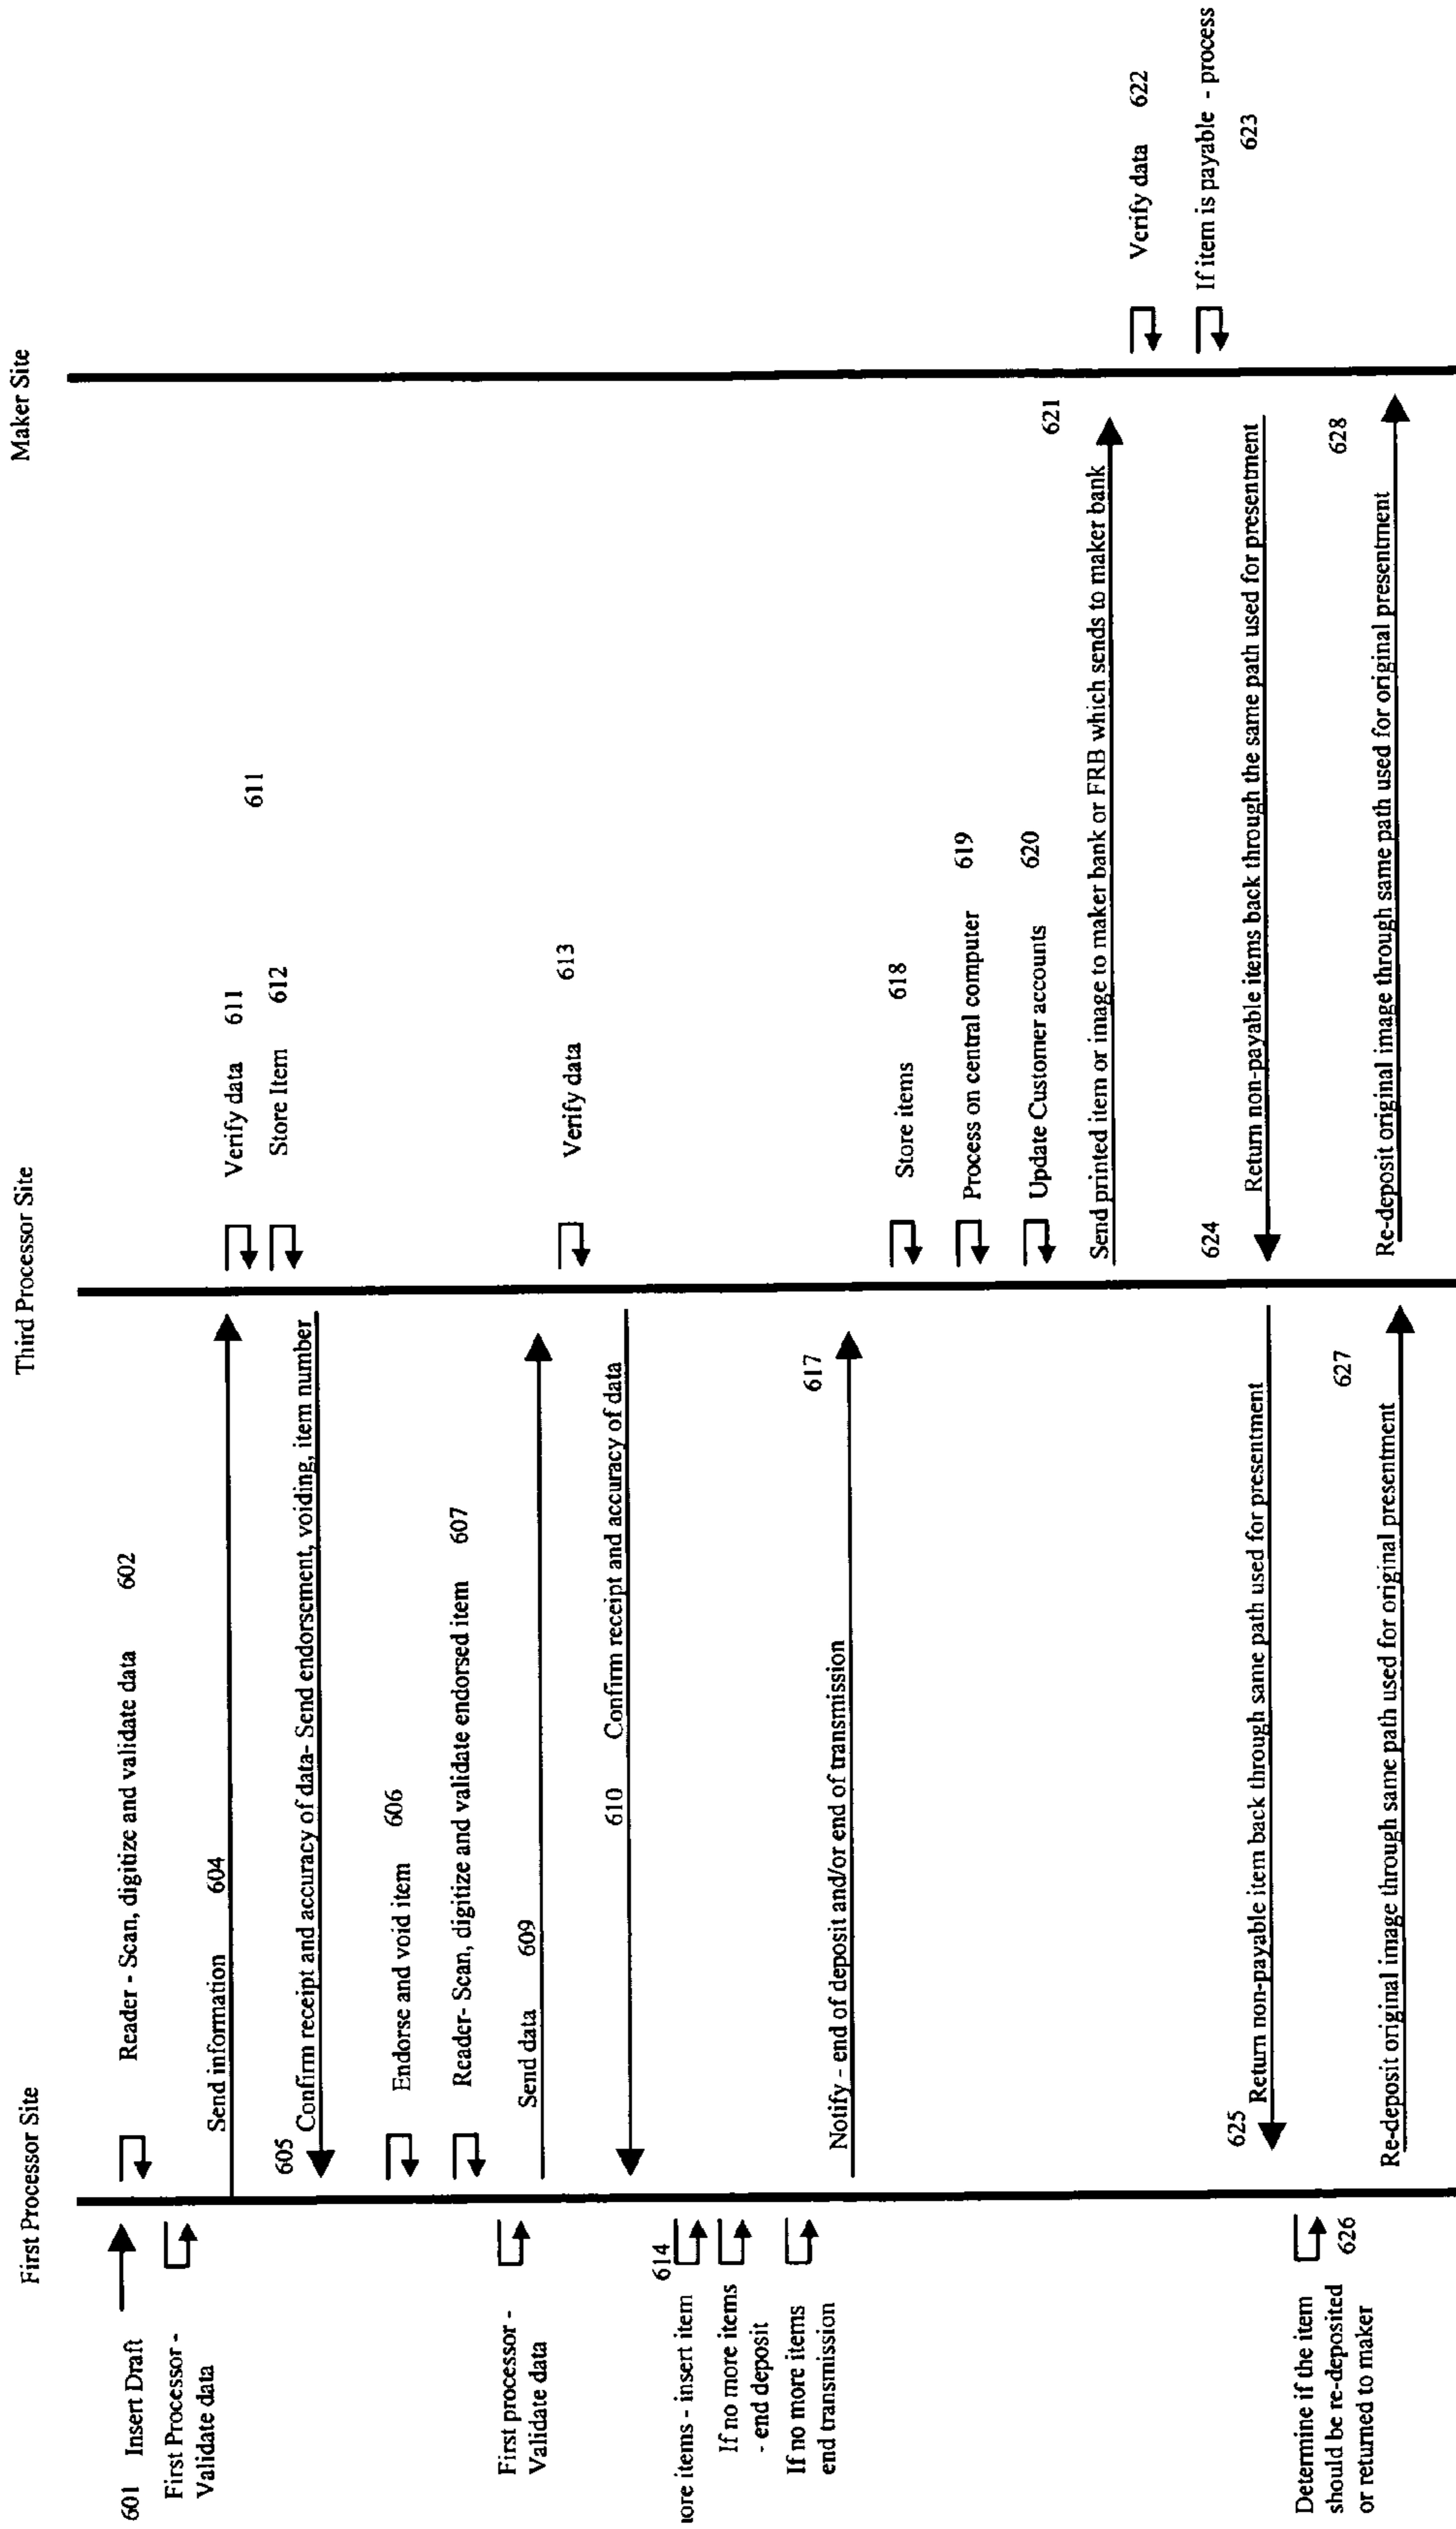 First Processor Site
Third Processor Site
Maker Site
601 Insert Draft
Reader - Scan, digitize and validate data 602
First Processor -
Validate data
Send information 604
Verify data 611
611
Store Item 612
605
Confirm receipt and accuracy of data- Send endorsement, voiding, item number
Endorse and void item 606
Reader- Scan, digitize and validate endorsed item 607
First processor -
Validate data
Send data 609
Verify data 613
610 Confirm receipt and accuracy of data
614
items - insert item
If no more items
- end deposit
If no more items
end transmission
617
Notify - end of deposit and/or end of transmission
Store items 618
Process on central computer 619
Update Customer accounts 620
621
Send printed item or image to maker bank or FRB which sends to maker bank
Verify data 622
If item is payable - process
623
624
Return non-payable items back through the same path used for presentment
625
Return non-payable item back through same path used for presentment
Determine if the item
should be re-deposited
or returned to maker
626
627
Re-deposit original image through same path used for original presentment
628
Re-deposit original image through same path used for original presentment